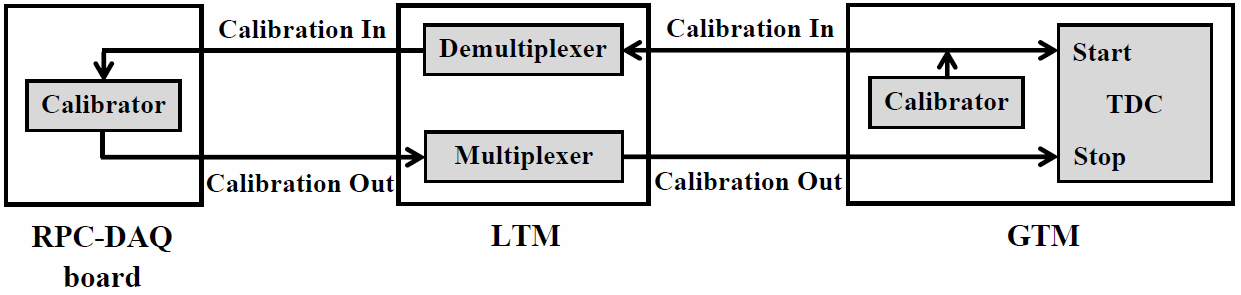 Calibration In
Calibration In
Demultiplexer
Start
Calibrator
Calibrator
TDC
Multiplexer
Stop
Calibration Out
Calibration Out
RPC-DAQ
board
LTM
GTM